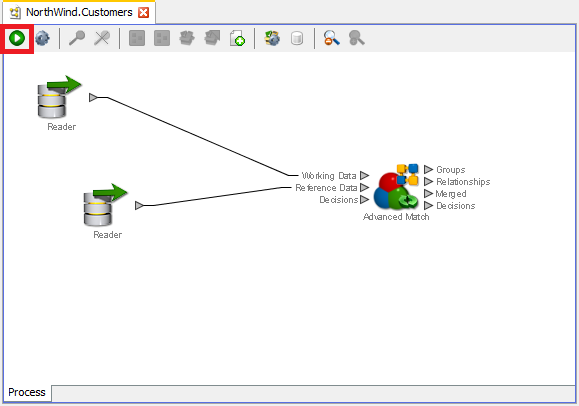 NorthWind.Customers
Reader
Working Data
Reference Data
Decisions
Groups
Relationships
Merged
Decisions
Advanced Match
Reader
Process